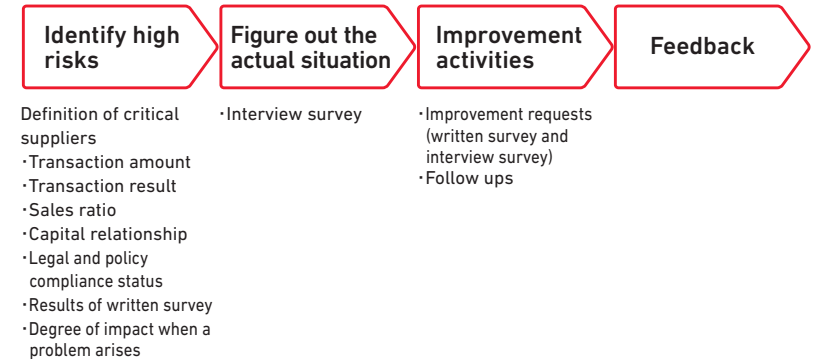 Identify high
risks
Figure out the
actual situation
Improvement
activities
Feedback
Definition of critical
suppliers
・Transaction amount
・Transaction result
・Sales ratio
・Capital relationship
・Legal and policy
compliance status
・Results of written survey
・Degree of impact when a
problem arises
・Interview survey
・Improvement requests
(written survey and
interview survey)
・Follow ups